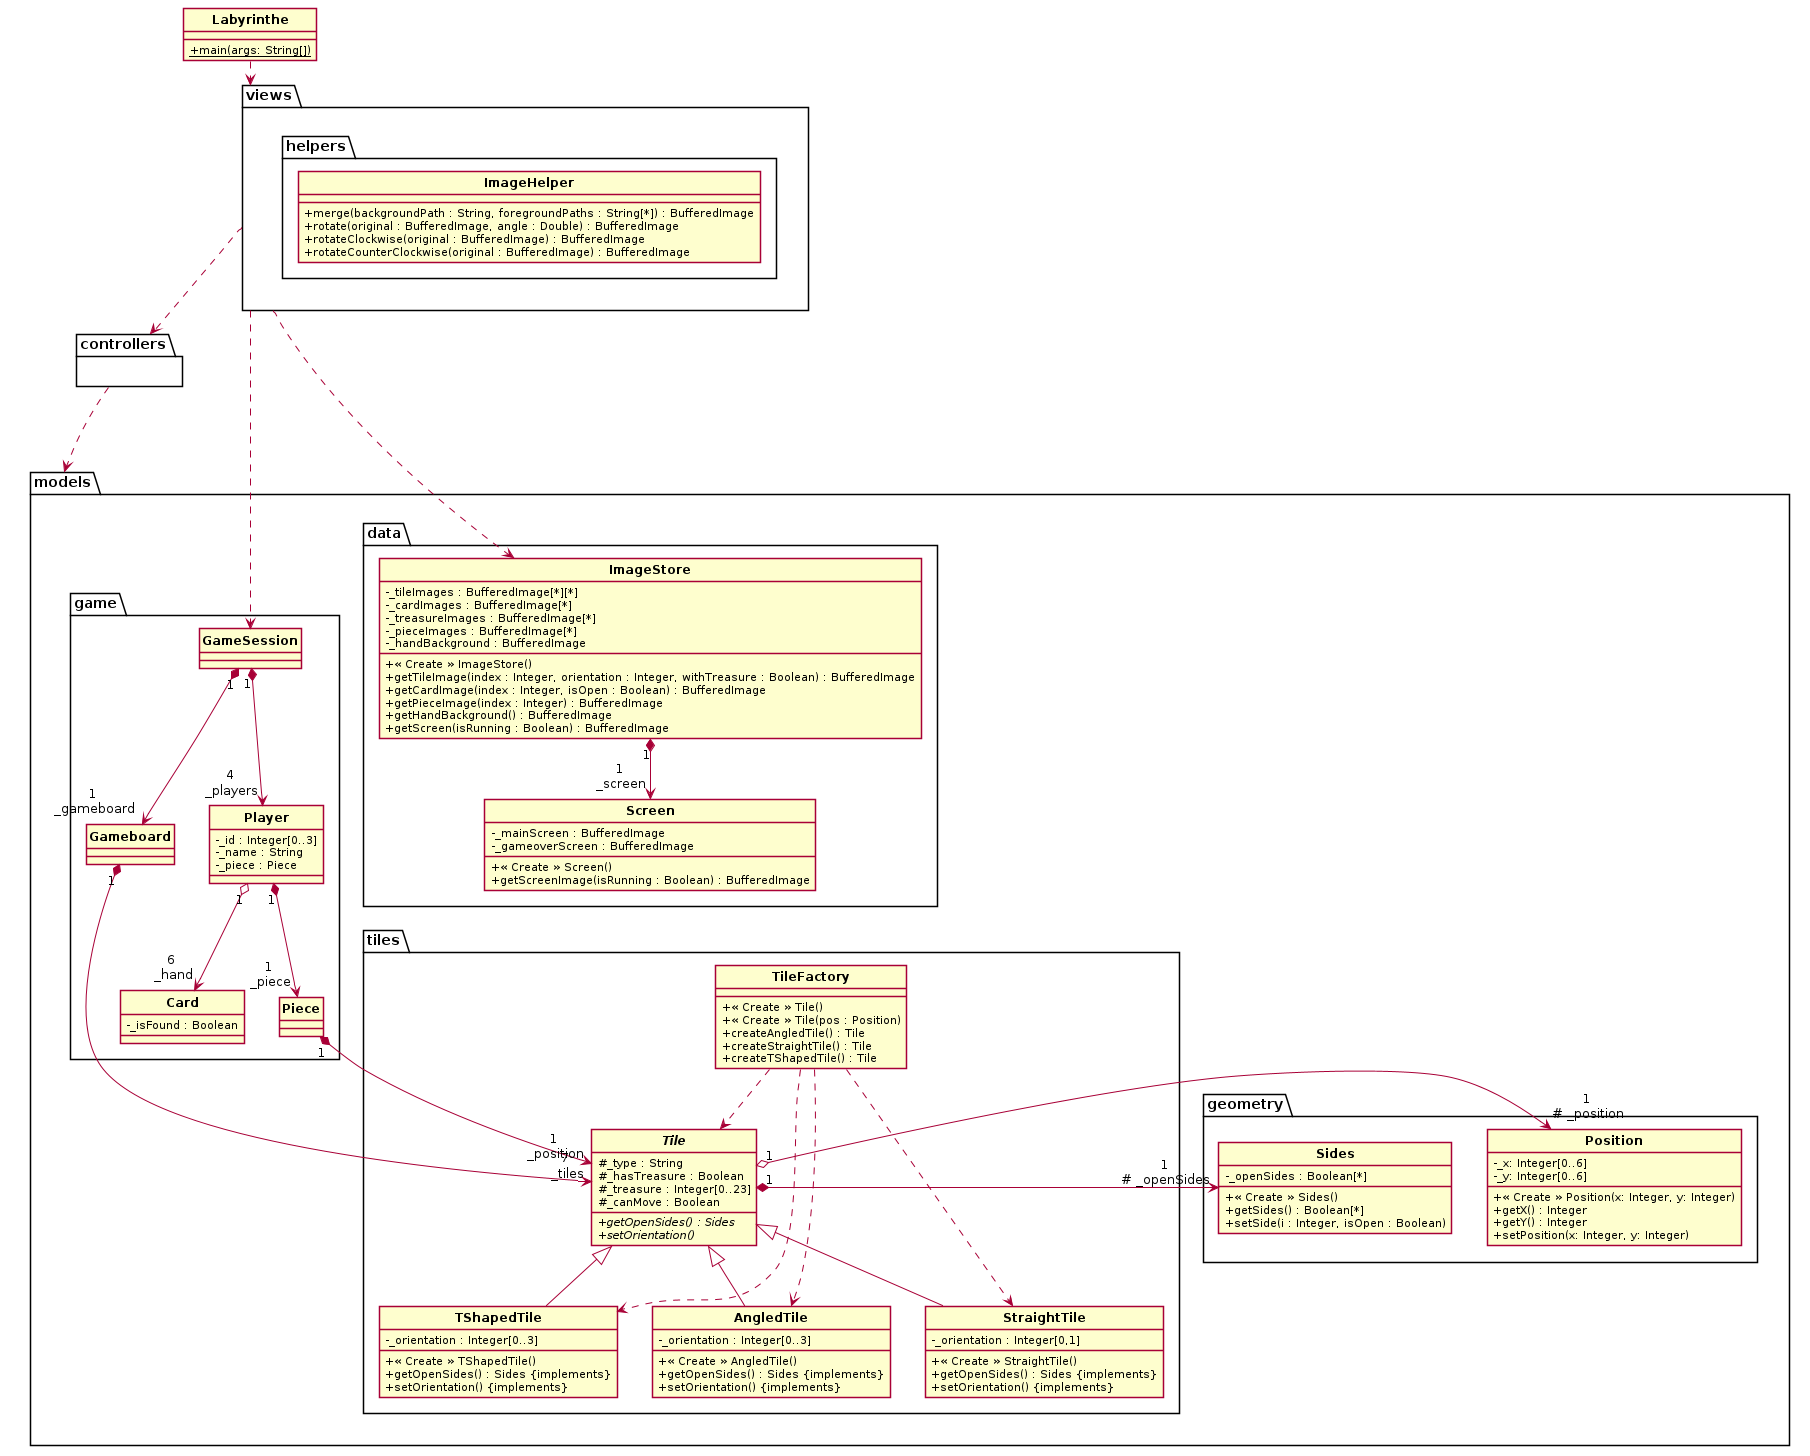 Labyrinthe
+main(args: String[])
views
helpers
ImageHelper
+merge(backgroundPath : String, foregroundPaths : String[*]) : BufferedImage
+rotate(original : BufferedImage, angle : Double) : BufferedImage
+rotateClockwise(original : BufferedImage) : BufferedImage
+rotateCounterClockwise(original : BufferedImage) : BufferedImage
controllers
models
data
ImageStore
-_tileImages : BufferedImage[*][*]
-_cardImages : BufferedImage[*]
-_treasureImages : BufferedImage[*]
-_pieceImages : BufferedImage[*]
-_handBackground : BufferedImage
+« Create » ImageStore()
+getTileImage(index : Integer, orientation : Integer, withTreasure : Boolean) : BufferedImage
+getCardImage(index : Integer, isOpen : Boolean) : BufferedImage
+getPieceImage(index : Integer) : BufferedImage
+getHandBackground() : BufferedImage
+getScreen(isRunning : Boolean) : BufferedImage
1
1
_screen
Screen
-_mainScreen : BufferedImage
-_gameoverScreen : BufferedImage
+« Create » Screen()
+getScreenImage(isRunning : Boolean) : BufferedImage
game
GameSession
1
1
4
_players
1
_gameboard
Gameboard
1
Player
-_id : Integer[0..3]
-_name : String
-_piece : Piece
1
1
6
_hand
1
_piece
Card
-_isFound : Boolean
Piece
1
tiles
TileFactory
+« Create » Tile()
+« Create » Tile(pos : Position)
+createAngledTile() : Tile
+createStraightTile() : Tile
+createTShapedTile() : Tile
1
_position
_tiles
Tile
#_type : String
#_hasTreasure : Boolean
#_treasure : Integer[0..23]
#_canMove : Boolean
+getOpenSides() : Sides
+setOrientation()
1
1
1
# _openSides
1
# _position
geometry
Sides
-_openSides : Boolean[*]
+« Create » Sides()
+getSides() : Boolean[*]
+setSide(i : Integer, isOpen : Boolean)
Position
-_x: Integer[0..6]
-_y: Integer[0..6]
+« Create » Position(x: Integer, y: Integer)
+getX() : Integer
+getY() : Integer
+setPosition(x: Integer, y: Integer)
TShapedTile
-_orientation : Integer[0..3]
+« Create » TShapedTile()
+getOpenSides() : Sides {implements}
+setOrientation() {implements}
AngledTile
-_orientation : Integer[0..3]
+« Create » AngledTile()
+getOpenSides() : Sides {implements}
+setOrientation() {implements}
StraightTile
-_orientation : Integer[0,1]
+« Create » StraightTile()
+getOpenSides() : Sides {implements}
+setOrientation() {implements}